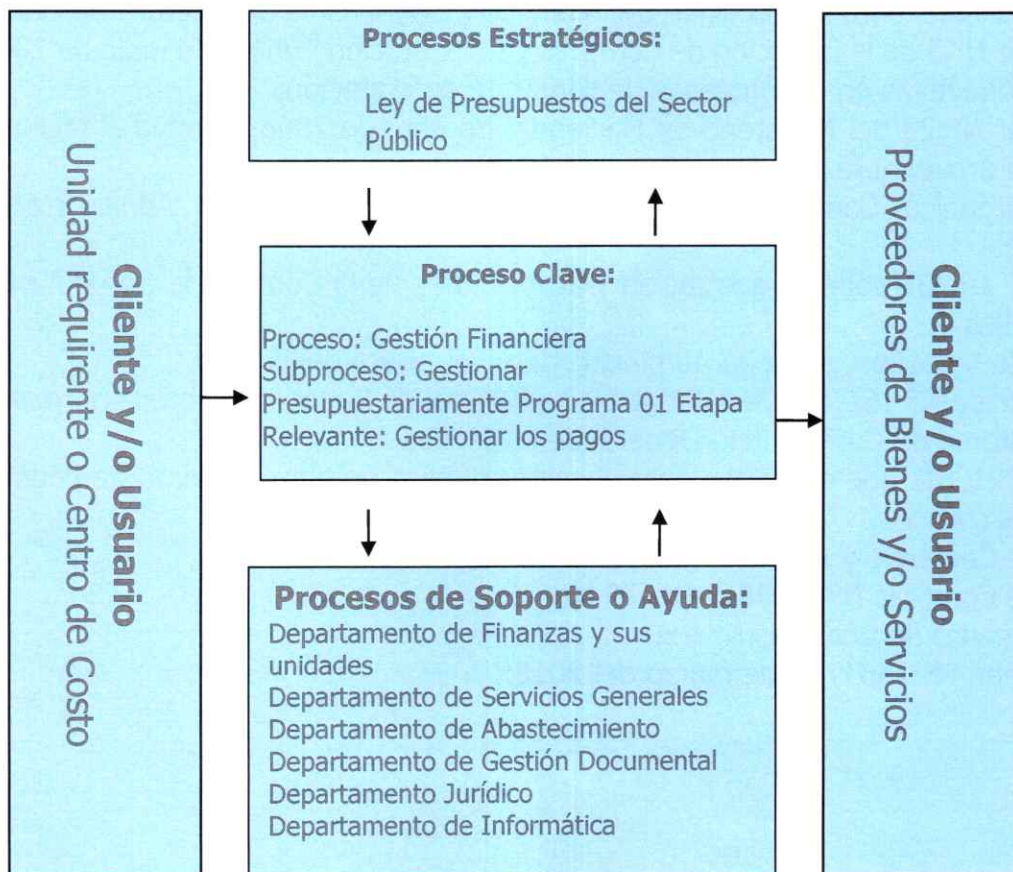 Cliente y/o Usuario
Unidad requirente o Centro de Costo
Procesos Estratégicos:
Ley de Presupuestos del Sector
Público
Proceso Clave:
Proceso: Gestión Financiera
Subproceso: Gestionar
Presupuestariamente Programa 01 Etapa
Relevante: Gestionar los pagos
Procesos de Soporte o Ayuda:
Departamento de Finanzas y sus
unidades
Departamento de Servicios Generales
Departamento de Abastecimiento
Departamento de Gestión Documental
Departamento Jurídico
Departamento de Informática
Cliente y/o Usuario
Proveedores de Bienes y/o Servicios